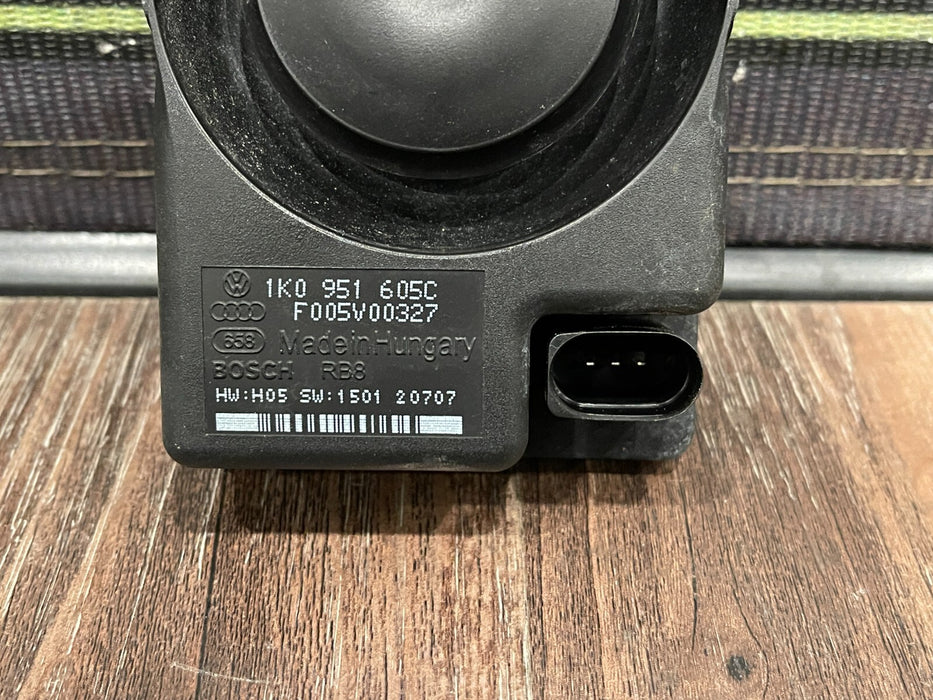 1K0 951 605C
F005V00327
658 Made in Hungary
BOSCH RB8
HW:H05 SW:1501 20707